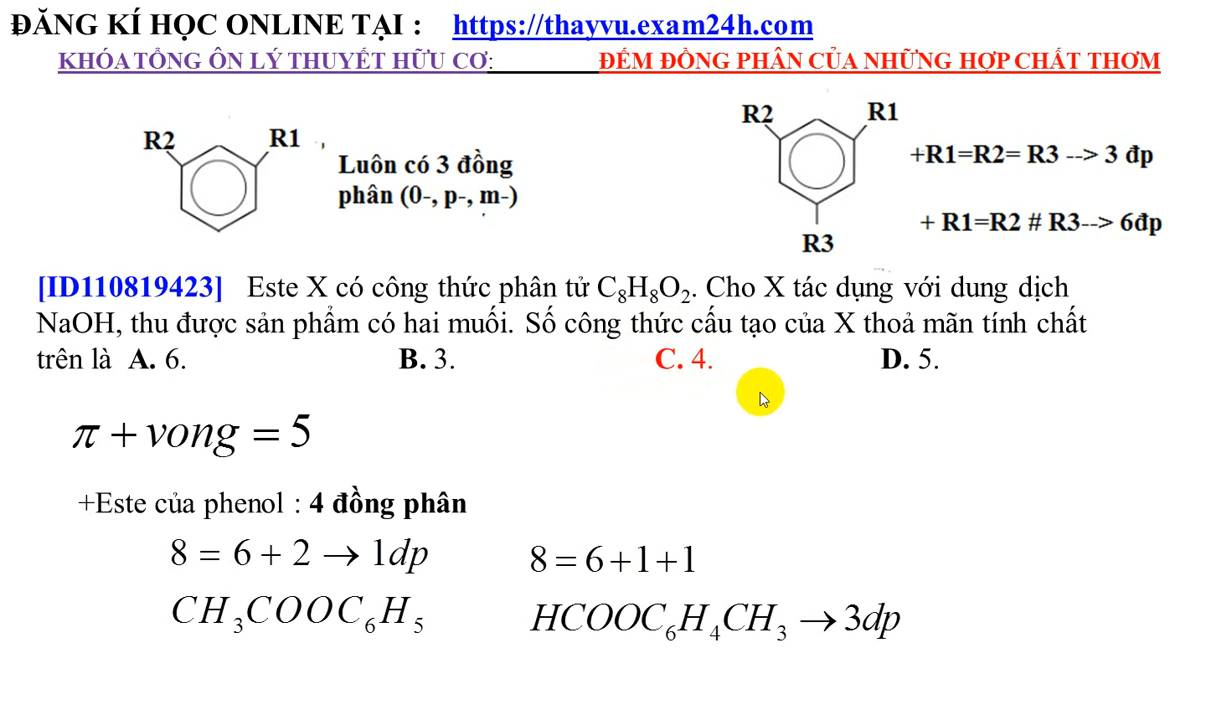 ĐĂNG KÍ HỌC ONLINE TẠI : https://thayvu.exam24h.com
KHÓA TỔNG ÔN LÝ THUYẾT HỮU CƠ: ĐẾM ĐỒNG PHÂN CỦA NHỮNG HỢP CHẤT THƠM
R2 R1
Luôn có 3 đồng
phân (0-, p-, m-)
R2 R1
R3
+R1=R2= R3 --> 3 đp
+ R1=R2 # R3--> 6đp
[ID110819423] Este X có công thức phân tử C₈H₈O₂. Cho X tác dụng với dung dịch
NaOH, thu được sản phẩm có hai muối. Số công thức cấu tạo của X thoả mãn tính chất
trên là A. 6. B. 3. C. 4. D. 5.
π + vong = 5
+Este của phenol : 4 đồng phân
8 = 6 + 2 → 1dp
8 = 6 + 1 + 1
CH₃COOC₆H₅
HCOOC₆H₄CH₃ → 3dp